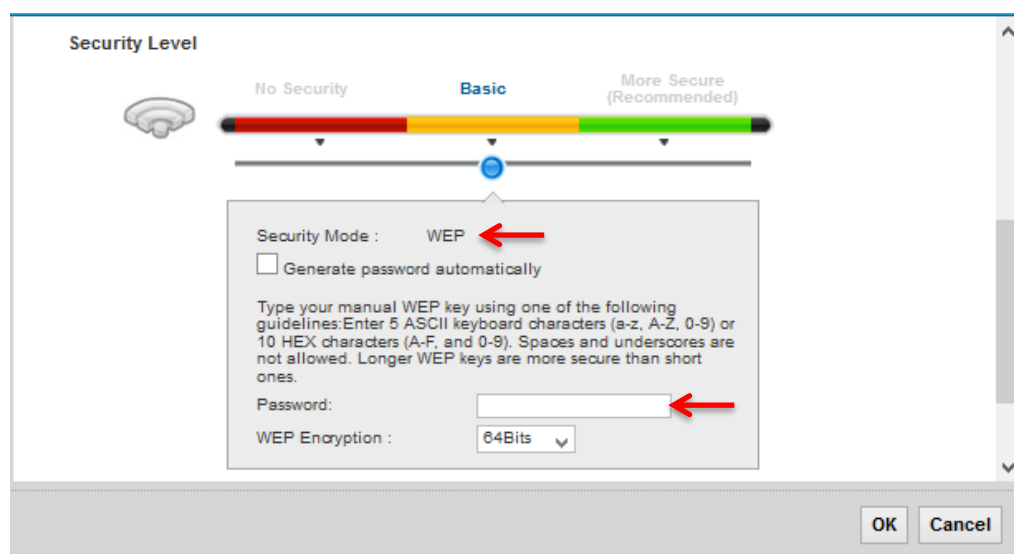 Security Level
No Security
Basic
More Secure
(Recommended)
Security Mode : WEP
Generate password automatically
Type your manual WEP key using one of the following
guidelines:Enter 5 ASCII keyboard characters (a-z, A-Z, 0-9) or
10 HEX characters (A-F, and 0-9). Spaces and underscores are
not allowed. Longer WEP keys are more secure than short
ones.
Password:
WEP Encryption : 64Bits
OK Cancel